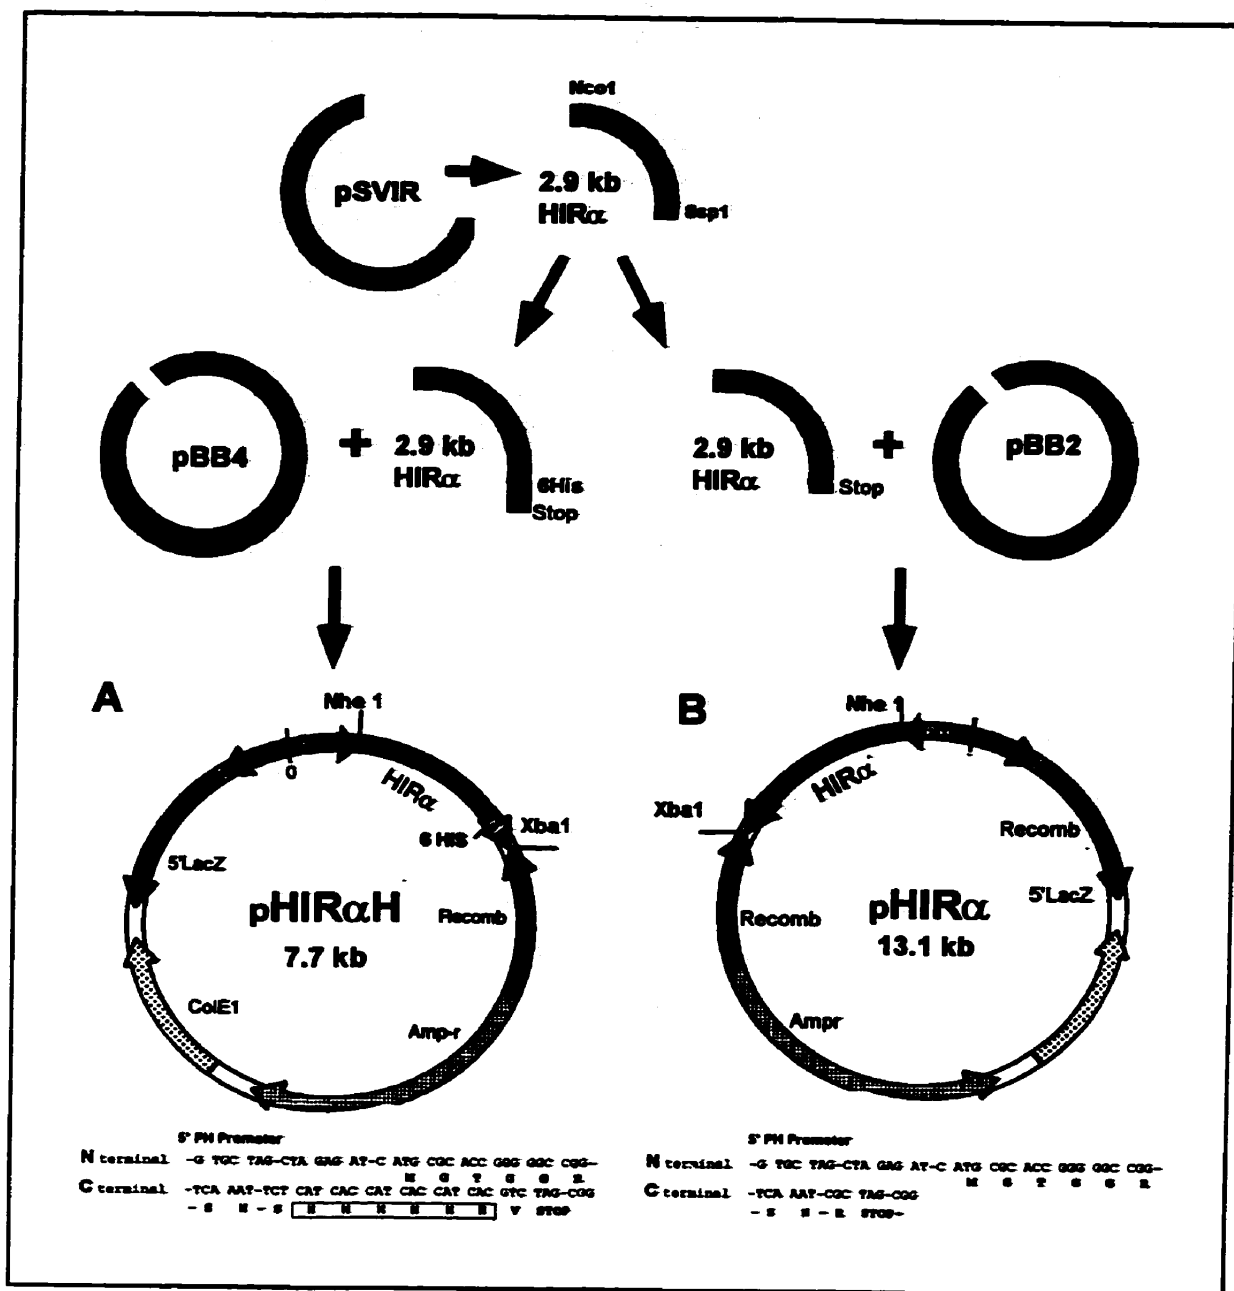 Nco1
pSVIR
2.9 kb
HIRα
Ssp1
pBB4
+
2.9 kb
HIRα
6His
Stop
2.9 kb
HIRα
Stop
+
pBB2
A
Nhe 1
0
HIRα
6 HIS
Xba1
5'LacZ
pHIRαH
7.7 kb
Recomb
ColE1
Amp-r
B
Nhe 1
HIRα
Xba1
Recomb
5'LacZ
Recomb
pHIRα
13.1 kb
Ampr
5' PH Promoter
N terminal -G TGC TAG-CTA GAG AT-C ATG CGC ACC GGG GGC CGG-
M G T G G R
C terminal -TCA AAT-TCT CAT CAC CAT CAC CAT CAC GTC TAG-CGG
- S N - S H H H H H H V STOP
5' PH Promoter
N terminal -G TGC TAG-CTA GAG AT-C ATG CGC ACC GGG GGC CGG-
M G T G G R
C terminal -TCA AAT-CGC TAG-CGG
- S N - R STOP-